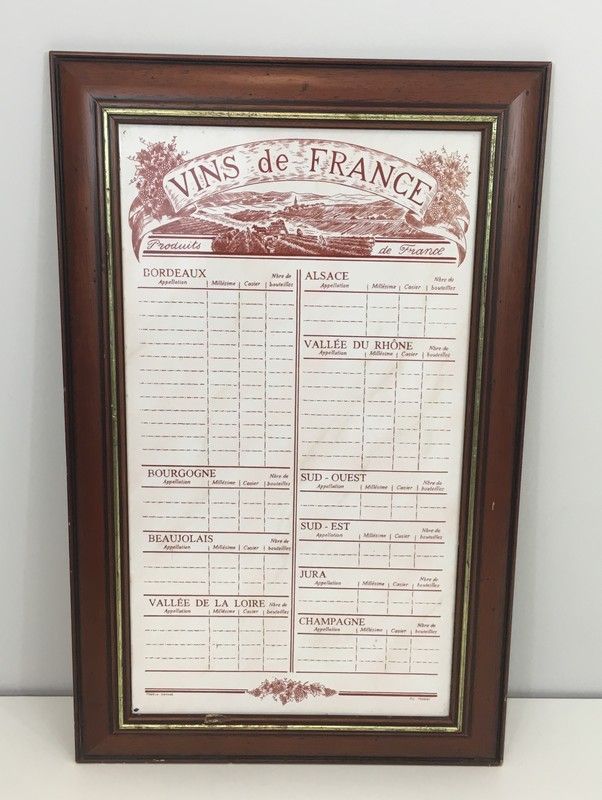 VINS de FRANCE
Produits de France
BORDEAUX
Appellation Millésime Casier Nbre de bouteilles
BOURGOGNE
Appellation Millésime Casier Nbre de bouteilles
BEAUJOLAIS
Appellation Millésime Casier Nbre de bouteilles
VALLÉE DE LA LOIRE
Appellation Millésime Casier Nbre de bouteilles
ALSACE
Appellation Millésime Casier Nbre de bouteilles
VALLÉE DU RHÔNE
Appellation Millésime Casier Nbre de bouteilles
SUD - OUEST
Appellation Millésime Casier Nbre de bouteilles
SUD - EST
Appellation Millésime Casier Nbre de bouteilles
JURA
Appellation Millésime Casier Nbre de bouteilles
CHAMPAGNE
Appellation Millésime Casier Nbre de bouteilles